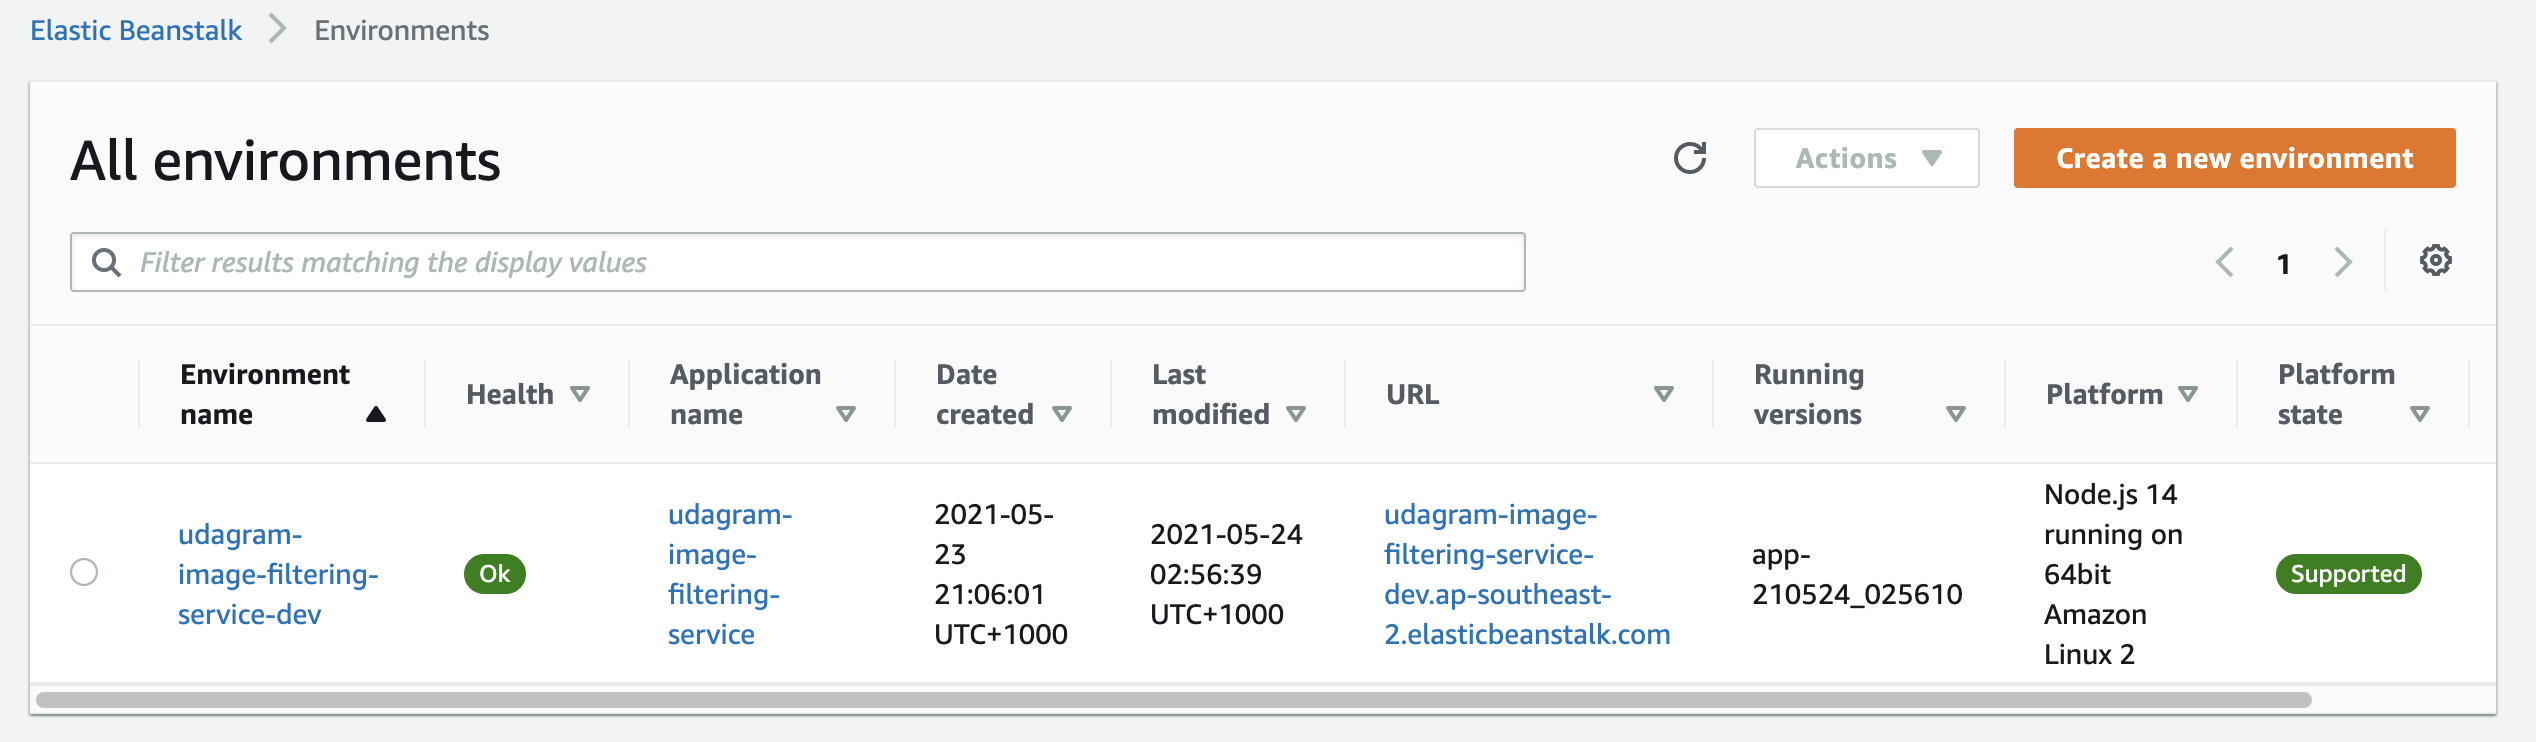 Elastic Beanstalk > Environments
All environments
Actions
Create a new environment
Filter results matching the display values
1
Environment
name
Health
Application
name
Date
created
Last
modified
URL
Running
versions
Platform
Platform
state
udagram-
image-filtering-
service-dev
Ok
udagram-
image-
filtering-
service
2021-05-
23
21:06:01
UTC+1000
2021-05-24
02:56:39
UTC+1000
udagram-image-
filtering-service-
dev.ap-southeast-
2.elasticbeanstalk.com
app-
210524_025610
Node.js 14
running on
64bit
Amazon
Linux 2
Supported